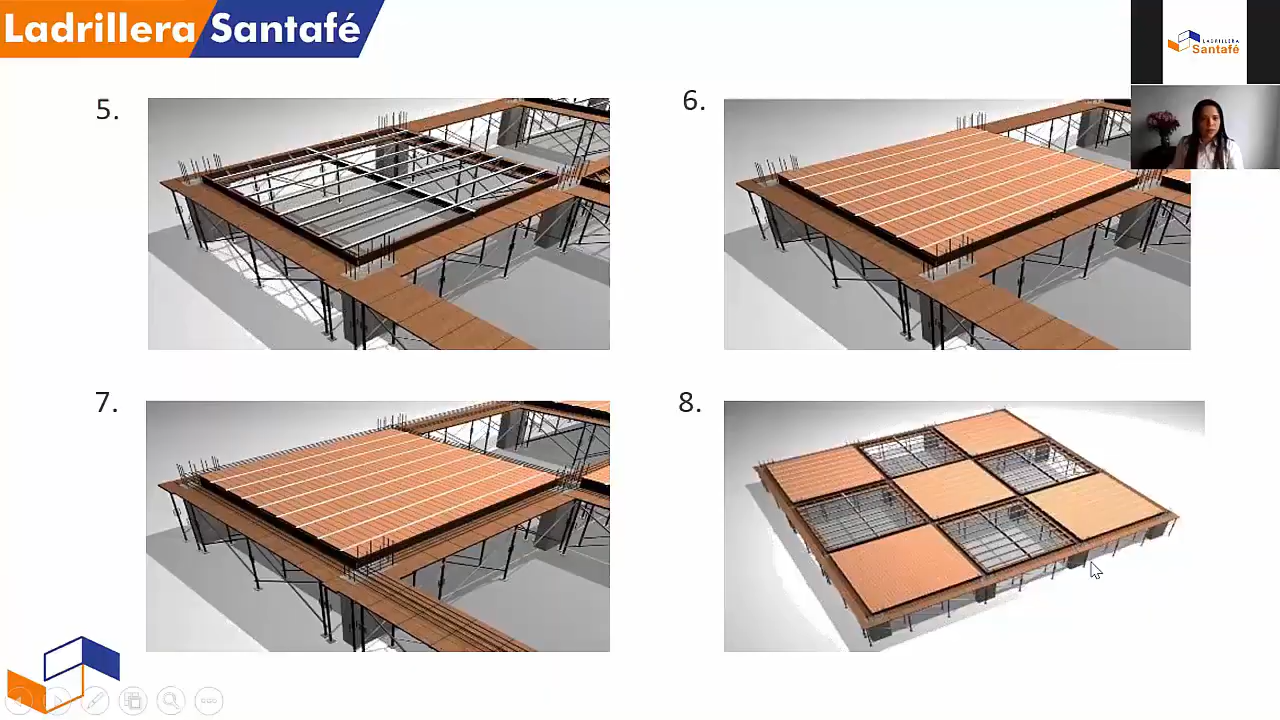 Ladrillera Santafé
LADRILLERA
Santafé
5.
6.
7.
8.